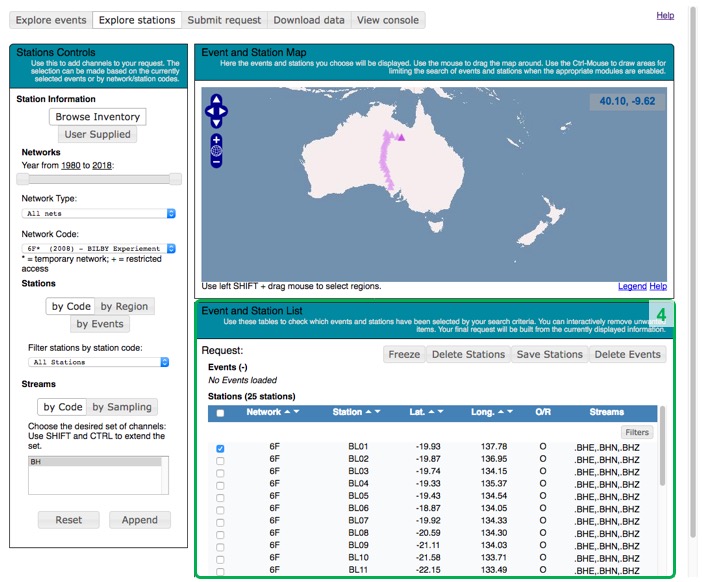 Explore events Explore stations Submit request Download data View console
Help
Stations Controls
Use this to add channels to your request. The
selection can be made based on the currently
selected events or by network/station codes.
Station Information
Browse Inventory
User Supplied
Networks
Year from 1980 to 2018:
Network Type:
All nets
Network Code:
6F* (2008) - BILBY Experiement
* = temporary network; + = restricted
access
Stations
by Code by Region
by Events
Filter stations by station code:
All Stations
Streams
by Code by Sampling
Choose the desired set of channels:
Use SHIFT and CTRL to extend the
set.
BH
Reset Append
Event and Station Map
Here the events and stations you choose will be displayed. Use the mouse to drag the map around. Use the Ctrl-Mouse to draw areas for
limiting the search of events and stations when the appropriate modules are enabled.
40.10, -9.62
Use left SHIFT + drag mouse to select regions. Legend Help
Event and Station List
4
Use these tables to check which events and stations have been selected by your search criteria. You can interactively remove unwanted
items. Your final request will be built from the currently displayed information.
Request:
Freeze Delete Stations Save Stations Delete Events
Events (-)
No Events loaded
Stations (25 stations)
Network Station Lat. Long. O/R Streams
Filters
6F BL01 -19.93 137.78 O .BHE,.BHN,.BHZ
6F BL02 -19.87 136.95 O .BHE,.BHN,.BHZ
6F BL03 -19.74 134.15 O .BHE,.BHN,.BHZ
6F BL04 -19.33 135.37 O .BHE,.BHN,.BHZ
6F BL05 -19.43 134.54 O .BHE,.BHN,.BHZ
6F BL06 -18.87 134.05 O .BHE,.BHN,.BHZ
6F BL07 -19.92 134.33 O .BHE,.BHN,.BHZ
6F BL08 -20.59 134.30 O .BHE,.BHN,.BHZ
6F BL09 -21.11 134.03 O .BHE,.BHN,.BHZ
6F BL10 -21.58 133.71 O .BHE,.BHN,.BHZ
6F BL11 -22.15 133.49 O .BHE,.BHN,.BHZ